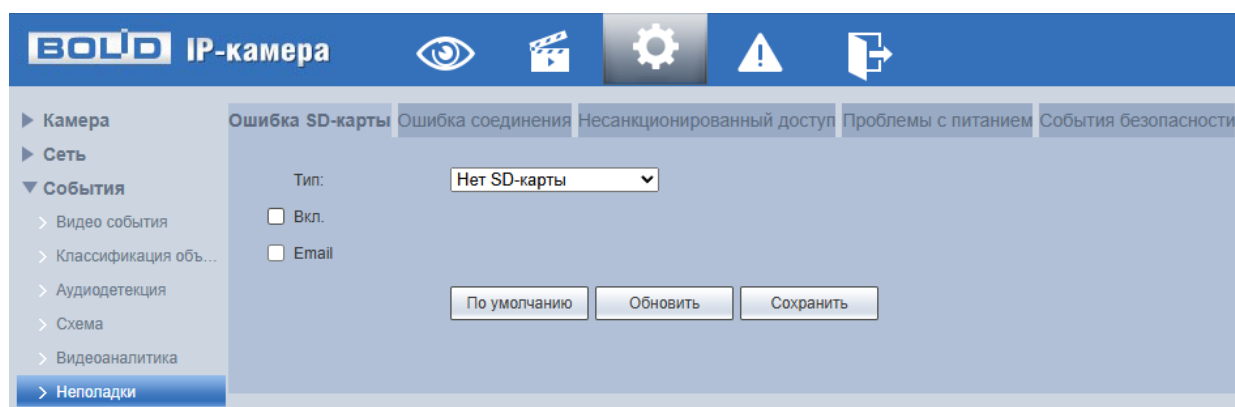 BOLID IP-камера
Камера
Сеть
События
Видео события
Классификация объ...
Аудиодетекция
Схема
Видеоаналитика
Неполадки
Ошибка SD-карты Ошибка соединения Несанкционированный доступ Проблемы с питанием События безопасности
Тип: Нет SD-карты
Вкл.
Email
По умолчанию Обновить Сохранить